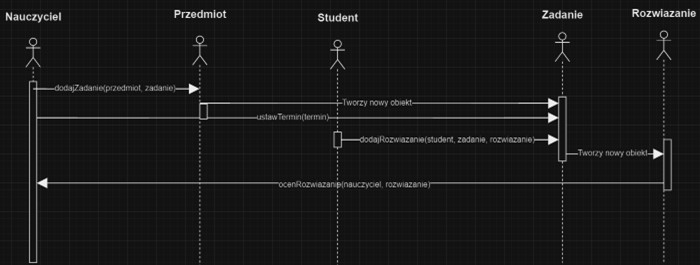 Nauczyciel
Przedmiot
Student
Zadanie
Rozwiazanie
dodajZadanie(przedmiot, zadanie)
Tworzy nowy obiekt
ustawTermin(termin)
dodajRozwiazanie(student, zadanie, rozwiazanie)
Tworzy nowy obiekt
ocenRozwiazanie(nauczyciel, rozwiazanie)